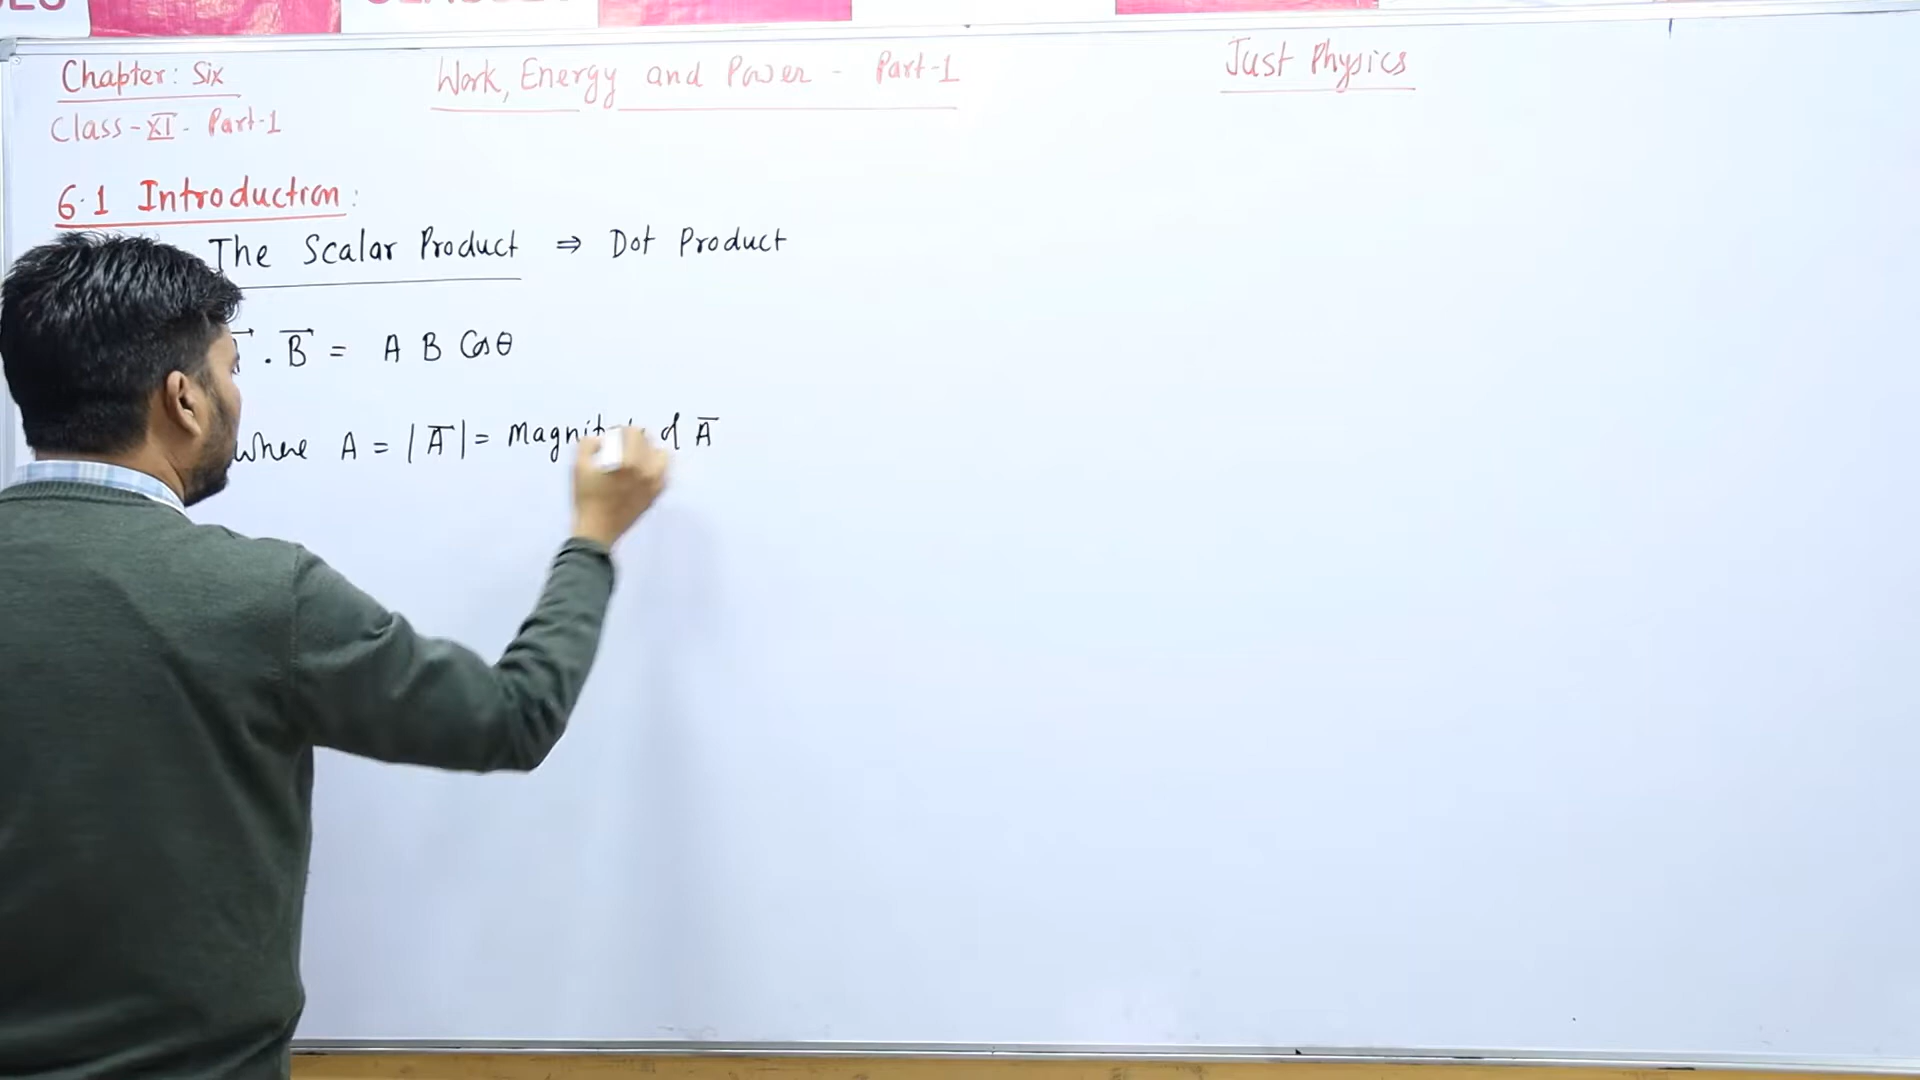 Chapter: Six
Work, Energy and Power - Part-1
Just Physics
Class-XI- Part-1
6.1 Introduction:
The Scalar Product ⇒ Dot Product
. B⃗ = A B Cosθ
where A = |A⃗| = Magnit of A⃗